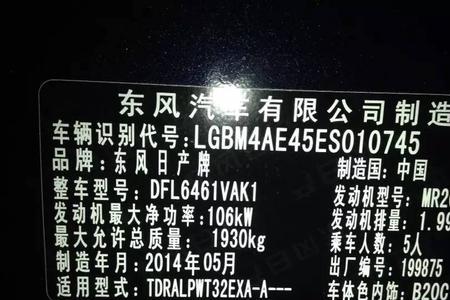 东风汽车有限公司制造
车辆识别代号:LGBM4AE45ES010745
品牌:东风日产牌 制造国:中国
整车型号:DFL6461VAK1 发动机型号:MR20
发动机最大净功率:106kW 发动机排量:1.99
最大允许总质量: 1930kg 乘车人数:5人
制造年月:2014年05月 出厂编号:199875
适用型式:TDRALPWT32EXA-A--- 车体色内饰:B20C